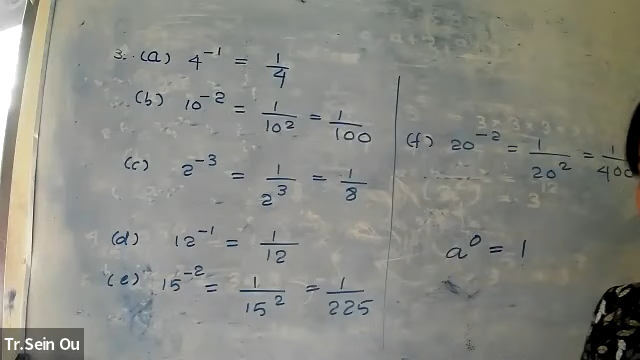 3. (a) 4⁻¹ = 1/4
(b) 10⁻² = 1/10² = 1/100
(c) 2⁻³ = 1/2³ = 1/8
(d) 12⁻¹ = 1/12
(e) 15⁻² = 1/15² = 1/225
(f) 20⁻² = 1/20² = 1/400
a⁰ = 1
Tr.Sein Ou